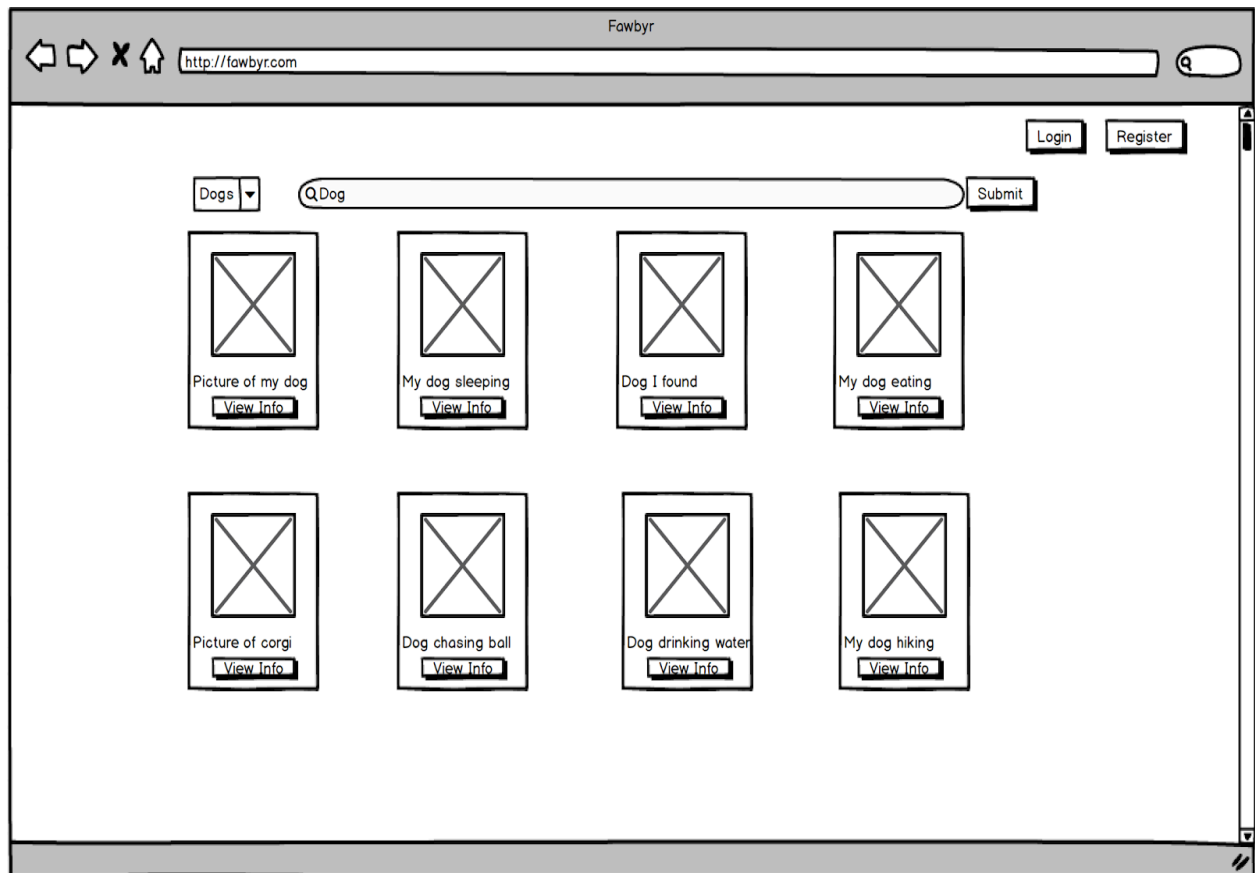 Fawbyr
http://fawbyr.com
Login Register
Dogs Dog Submit
Picture of my dog My dog sleeping Dog I found My dog eating
View Info View Info View Info View Info
Picture of corgi Dog chasing ball Dog drinking water My dog hiking
View Info View Info View Info View Info